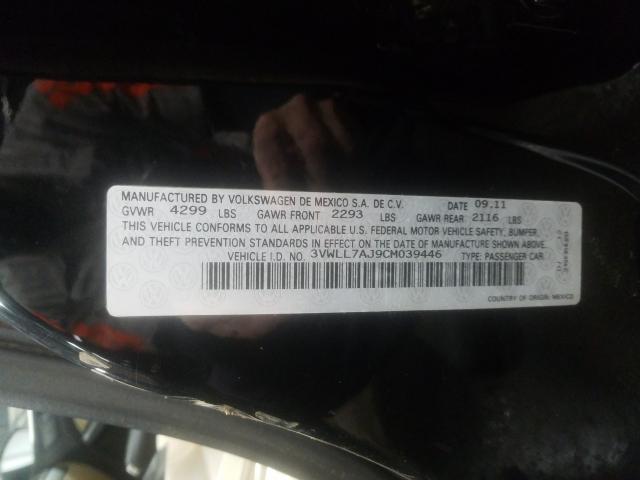 MANUFACTURED BY VOLKSWAGEN DE MEXICO S.A. DE C.V. DATE 09.11
GVWR 4299 LBS GAWR FRONT 2293 LBS GAWR REAR 2116 LBS
THIS VEHICLE CONFORMS TO ALL APPLICABLE U.S. FEDERAL MOTOR VEHICLE SAFETY, BUMPER,
AND THEFT PREVENTION STANDARDS IN EFFECT ON THE DATE OF MANUFACTURE SHOWN ABOVE.
VEHICLE I.D. NO. 3VWLL7AJ9CM039446 TYPE: PASSENGER CAR
COUNTRY OF ORIGIN: MEXICO